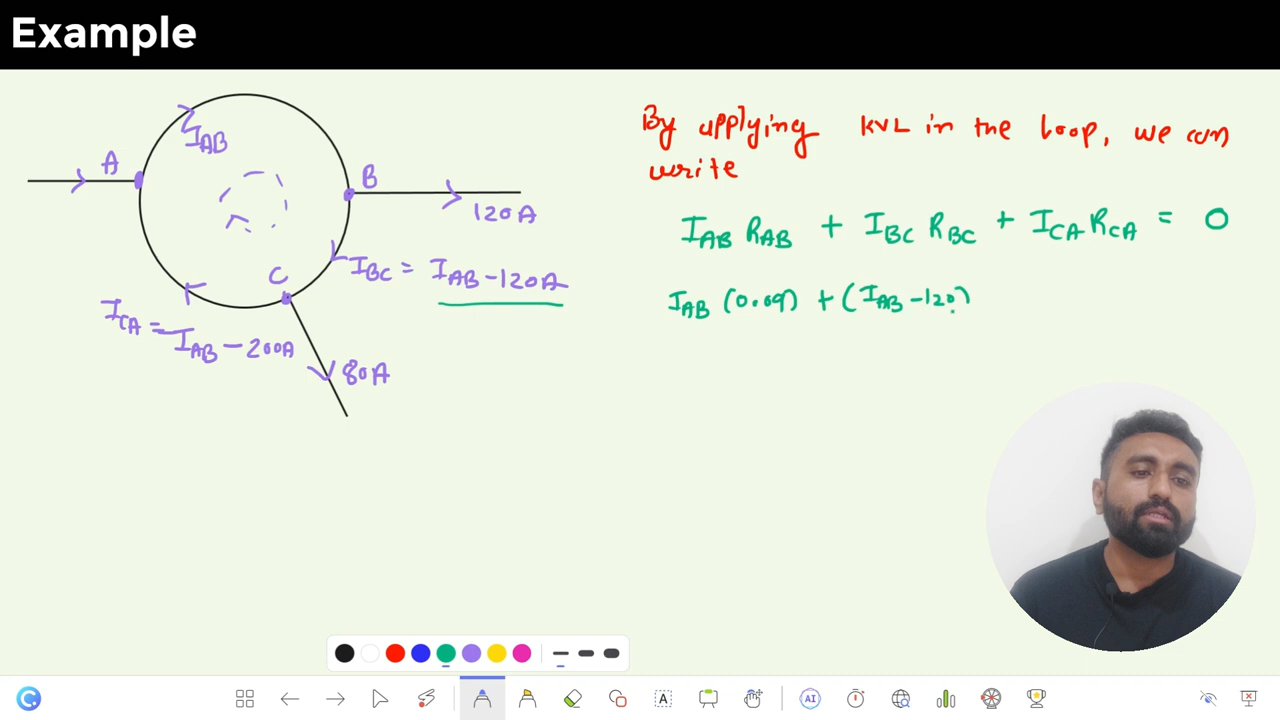 Example
By applying KVL in the loop, we can
write
I_AB R_AB + I_BC R_BC + I_CA R_CA = 0
I_AB (0.09) + (I_AB - 120)
I_AB
A
B
120A
I_BC = I_AB - 120A
C
I_CA = I_AB - 200A
80A
A
AI